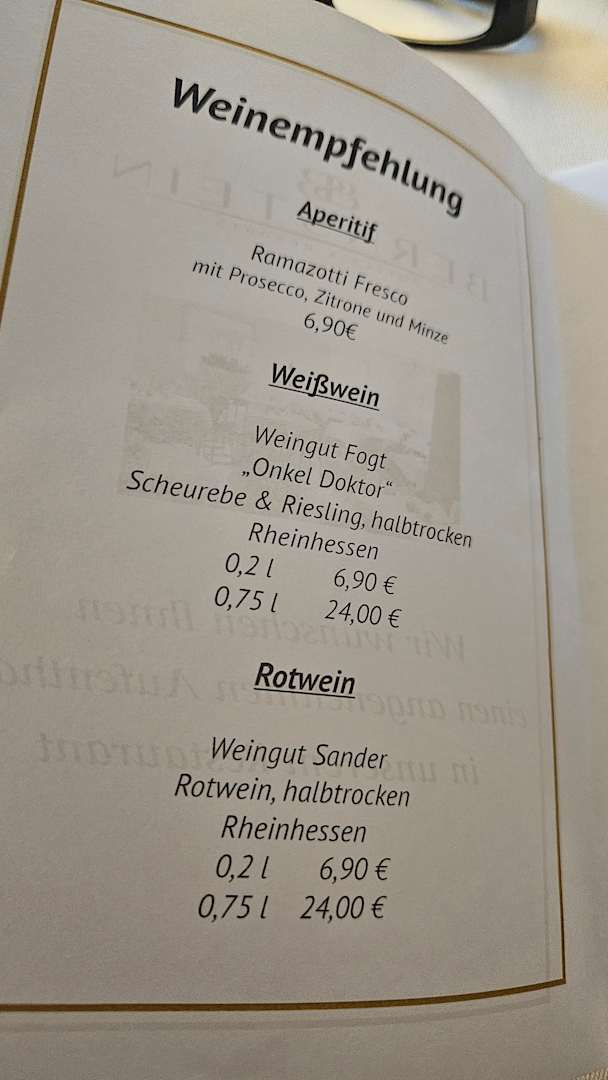 Weinempfehlung
Aperitif
Ramazotti Fresco
mit Prosecco, Zitrone und Minze
6,90€
Weißwein
Weingut Fogt
„Onkel Doktor“
Scheurebe & Riesling, halbtrocken
Rheinhessen
0,2 l 6,90 €
0,75 l 24,00 €
Rotwein
Weingut Sander
Rotwein, halbtrocken
Rheinhessen
0,2 l 6,90 €
0,75 l 24,00 €